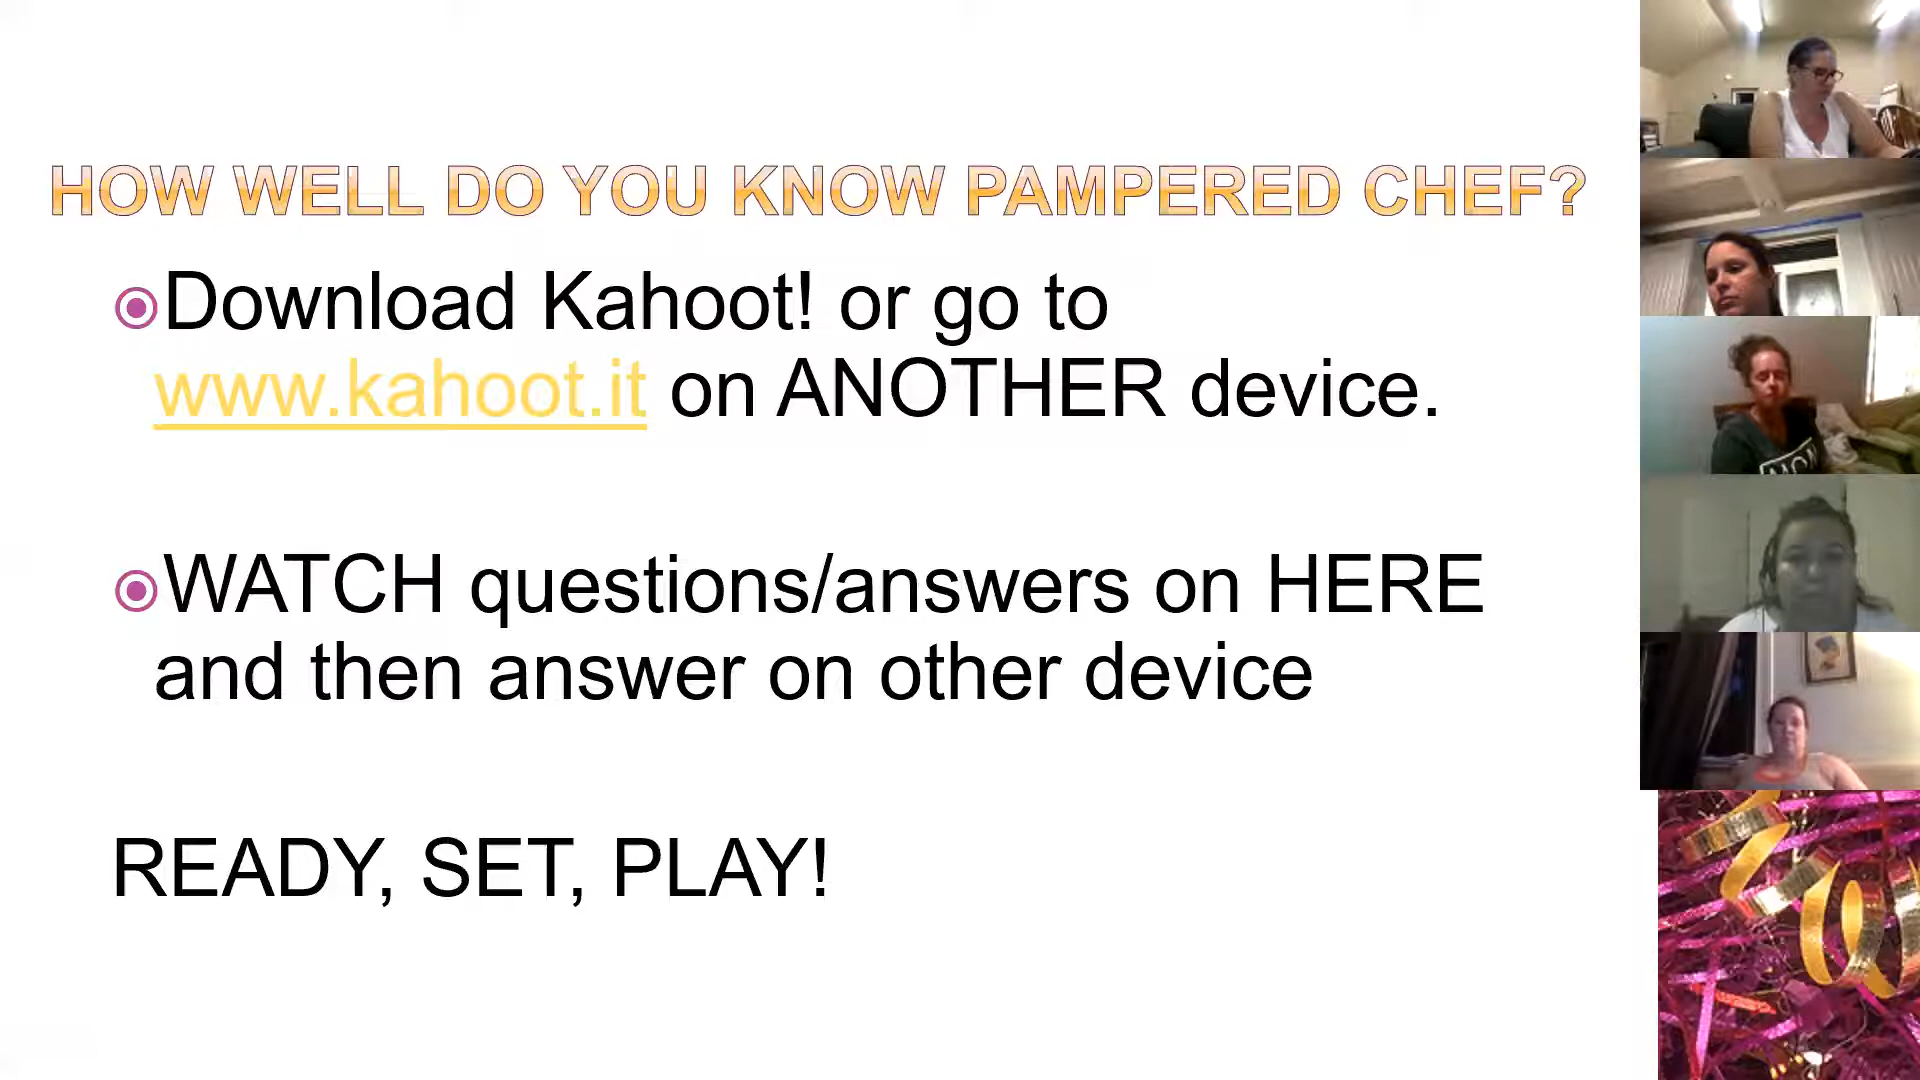 HOW WELL DO YOU KNOW PAMPERED CHEF?
Download Kahoot! or go to
www.kahoot.it on ANOTHER device.
WATCH questions/answers on HERE
and then answer on other device
READY, SET, PLAY!